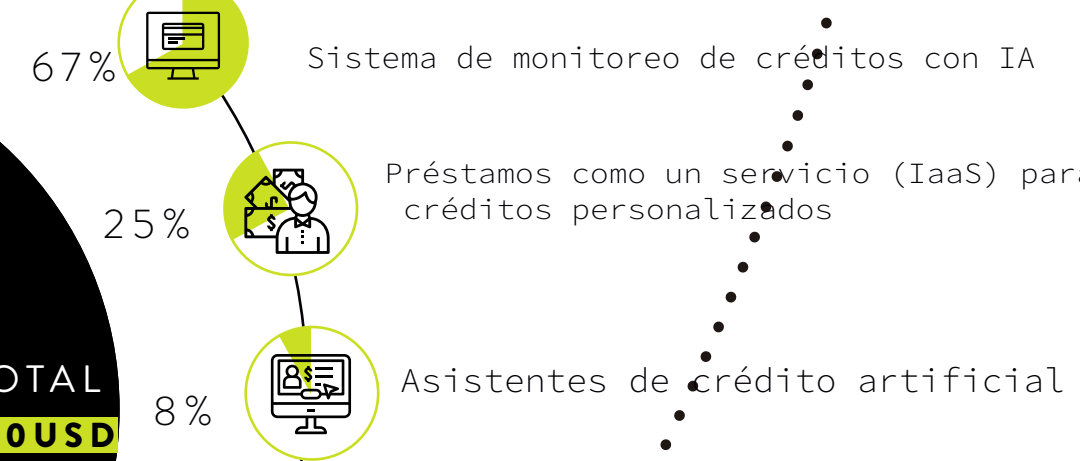 67%
Sistema de monitoreo de créditos con IA
25%
Préstamos como un servicio (IaaS) para
créditos personalizados
8%
Asistentes de crédito artificial
OTAL
0USD